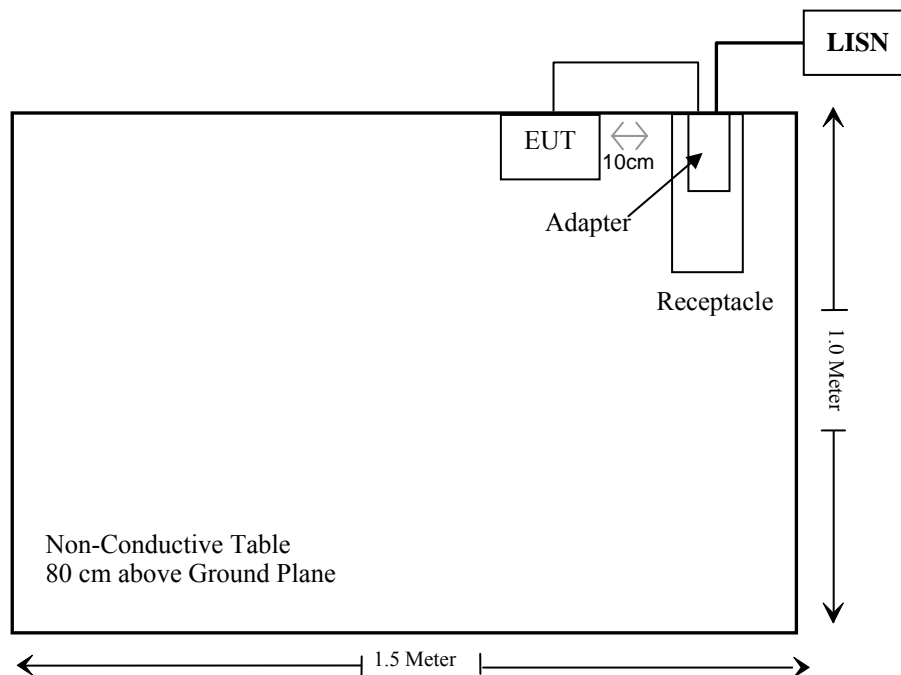 LISN
EUT
10cm
Adapter
Receptacle
1.0 Meter
Non-Conductive Table
80 cm above Ground Plane
1.5 Meter